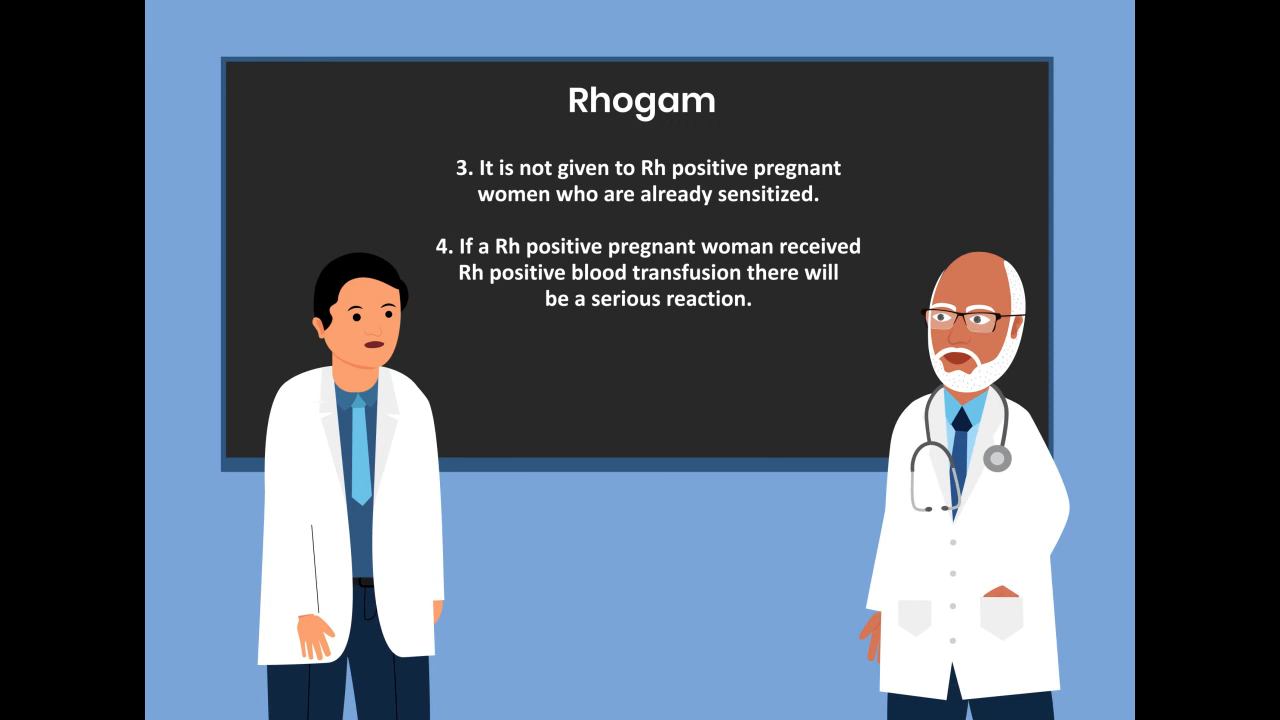 Rhogam
3. It is not given to Rh positive pregnant
women who are already sensitized.
4. If a Rh positive pregnant woman received
Rh positive blood transfusion there will
be a serious reaction.